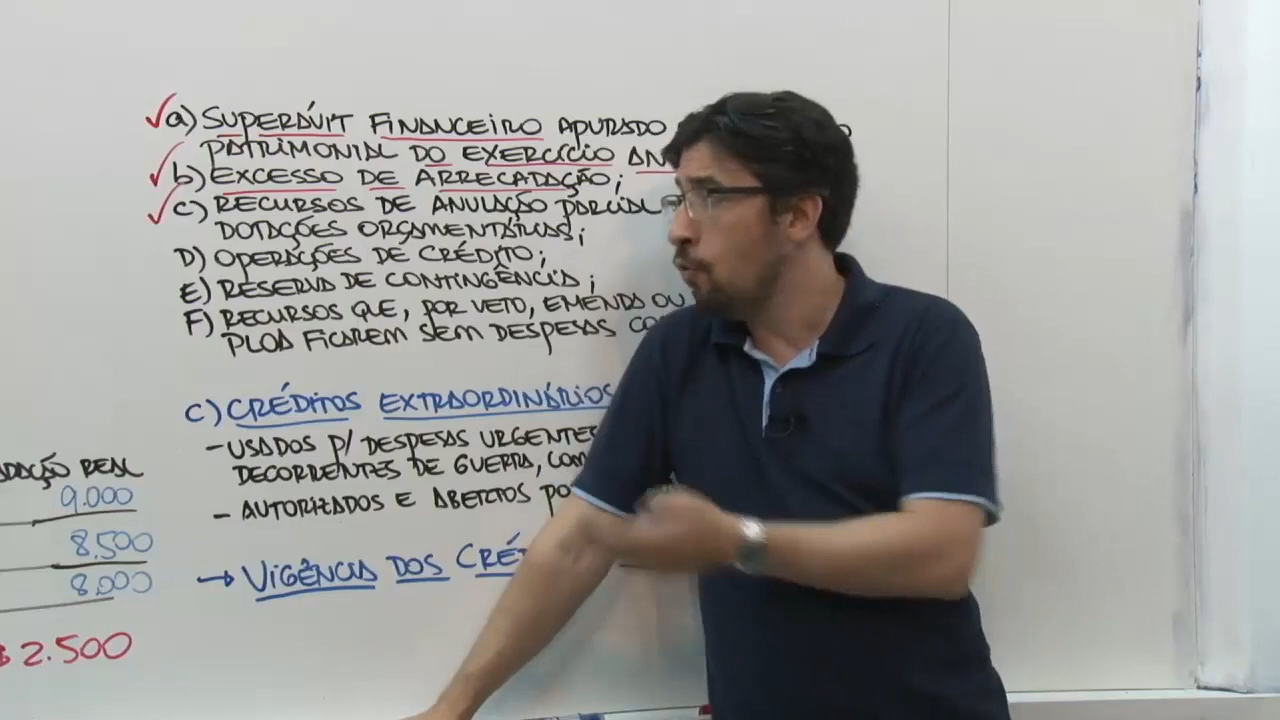 a) SUPERÁVIT FINANCEIRO APURADO
PATRIMONIAL DO EXERCÍCIO AN
b) EXCESSO DE ARRECADAÇÃO;
c) RECURSOS DE ANULAÇÃO PARCIAL
DOTAÇÕES ORÇAMENTÁRIAS;
D) OPERAÇÕES DE CRÉDITO;
E) RESERVA DE CONTINGÊNCIA;
F) RECURSOS QUE, POR VETO, EMENDA OU
PLOA FICAREM SEM DESPESAS CO
C) CRÉDITOS EXTRAORDINÁRIOS
- USADOS P/ DESPESAS URGENTES
DECORRENTES DE GUERRA, COM
- AUTORIZADOS E ABERTOS PO
→ VIGÊNCIA DOS CRÉ
DAÇÃO REAL
9.000
8.500
8.000
$ 2.500